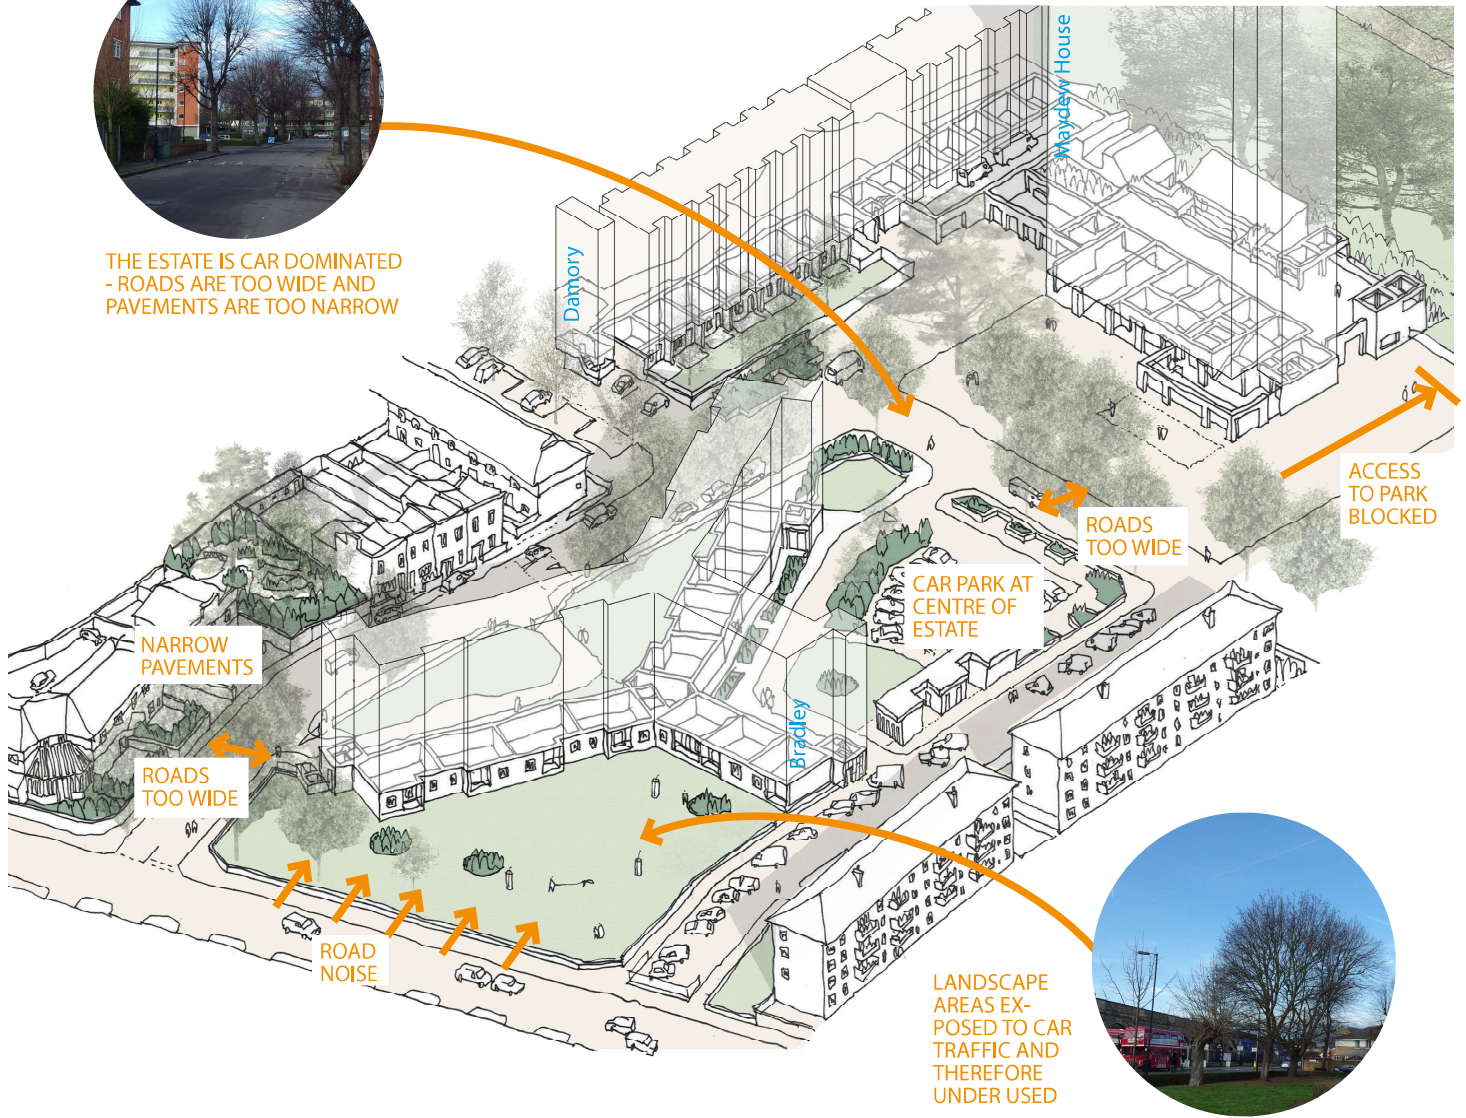 Maydew House
Damory
THE ESTATE IS CAR DOMINATED
- ROADS ARE TOO WIDE AND
PAVEMENTS ARE TOO NARROW
ACCESS
TO PARK
BLOCKED
ROADS
TOO WIDE
CAR PARK AT
CENTRE OF
ESTATE
NARROW
PAVEMENTS
Bradley
ROADS
TOO WIDE
ROAD
NOISE
LANDSCAPE
AREAS EX-
POSED TO CAR
TRAFFIC AND
THEREFORE
UNDER USED